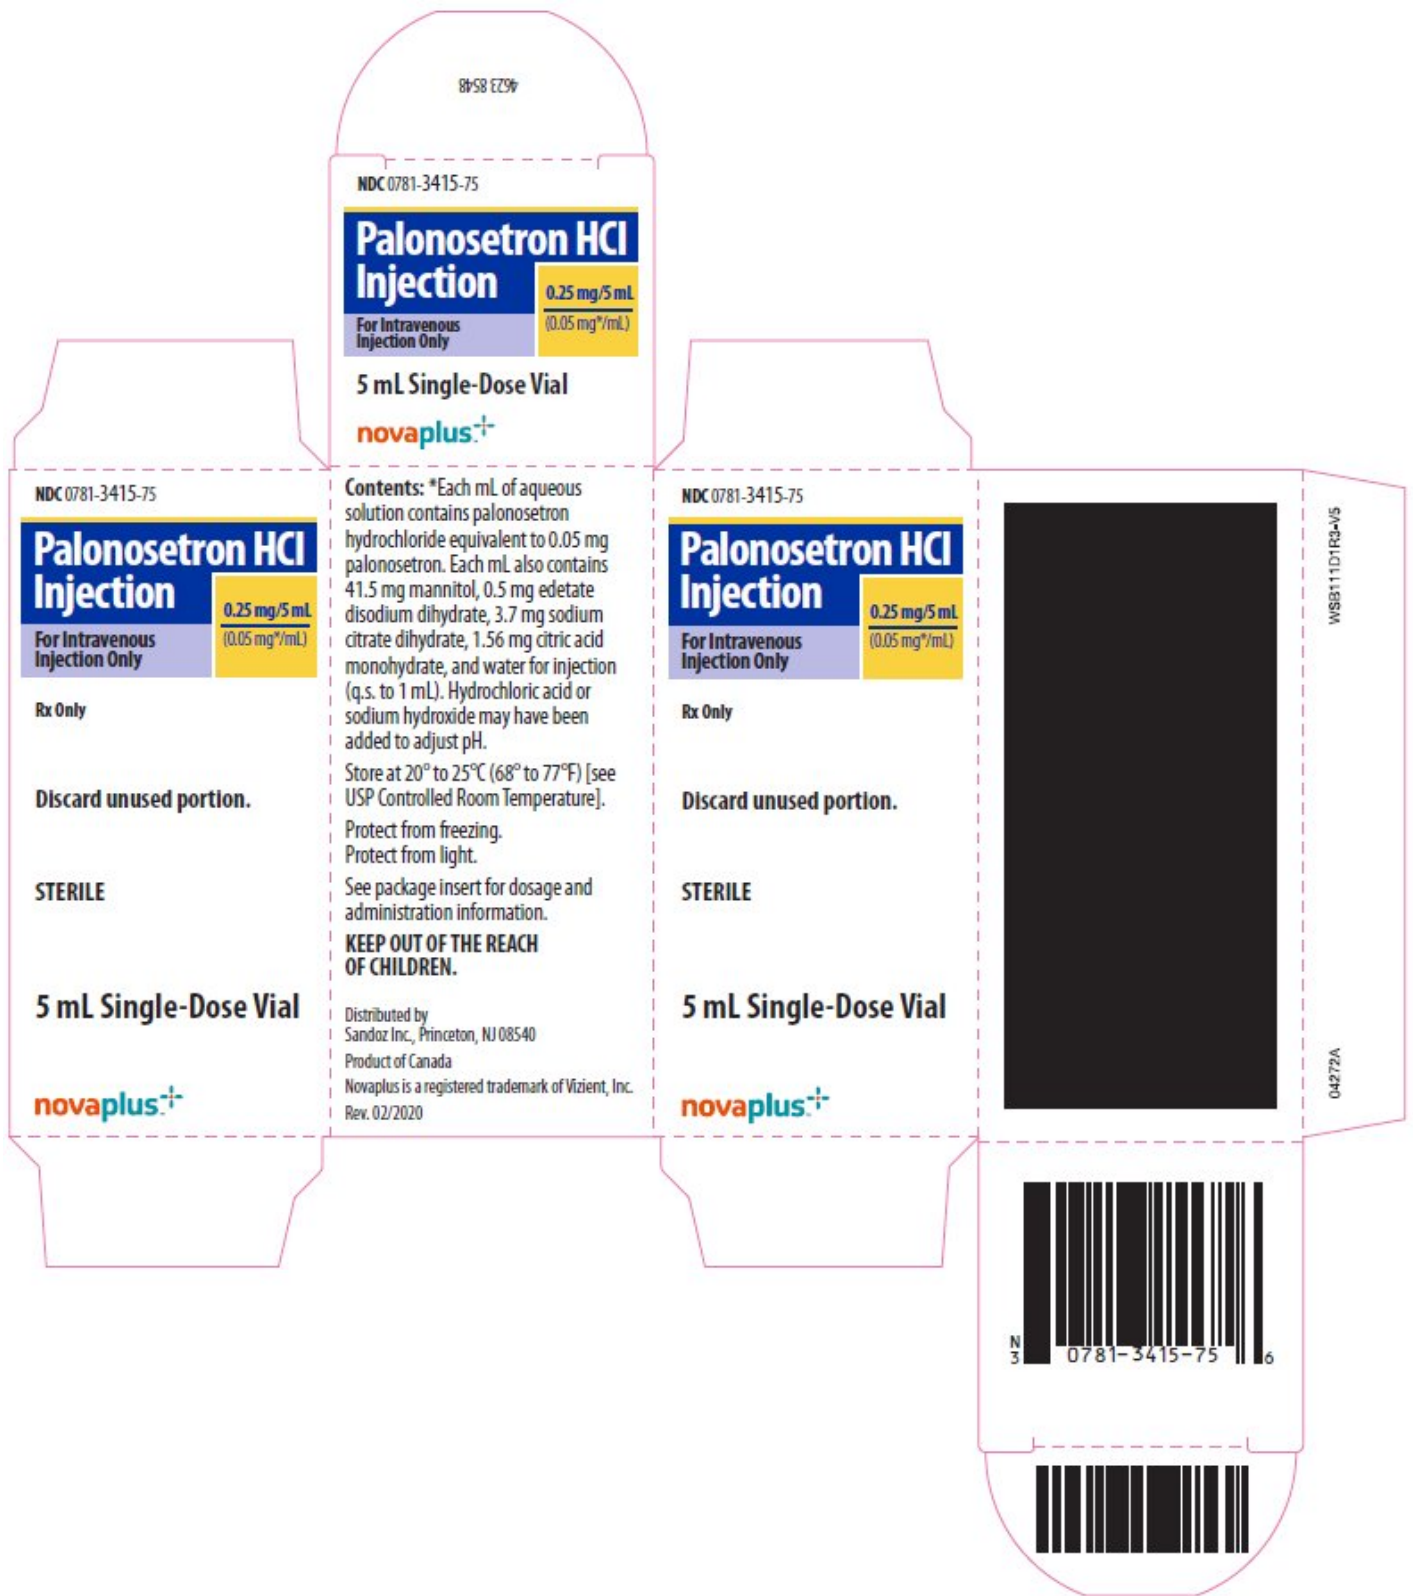 4623 8548
NDC 0781-3415-75
Palonosetron HCl
Injection
0.25 mg/5 mL
(0.05 mg*/mL)
For Intravenous
Injection Only
5 mL Single-Dose Vial
novaplus
NDC 0781-3415-75
Palonosetron HCl
Injection
0.25 mg/5 mL
(0.05 mg*/mL)
For Intravenous
Injection Only
Rx Only
Discard unused portion.
STERILE
5 mL Single-Dose Vial
novaplus
Contents: *Each mL of aqueous
solution contains palonosetron
hydrochloride equivalent to 0.05 mg
palonosetron. Each mL also contains
41.5 mg mannitol, 0.5 mg edetate
disodium dihydrate, 3.7 mg sodium
citrate dihydrate, 1.56 mg citric acid
monohydrate, and water for injection
(q.s. to 1 mL). Hydrochloric acid or
sodium hydroxide may have been
added to adjust pH.
Store at 20° to 25°C (68° to 77°F) [see
USP Controlled Room Temperature].
Protect from freezing.
Protect from light.
See package insert for dosage and
administration information.
KEEP OUT OF THE REACH
OF CHILDREN.
Distributed by
Sandoz Inc., Princeton, NJ 08540
Product of Canada
Novaplus is a registered trademark of Vizient, Inc.
Rev. 02/2020
NDC 0781-3415-75
Palonosetron HCl
Injection
0.25 mg/5 mL
(0.05 mg*/mL)
For Intravenous
Injection Only
Rx Only
Discard unused portion.
STERILE
5 mL Single-Dose Vial
novaplus
WSB111D1R3-V5
04272A
N
3 0781-3415-75 6